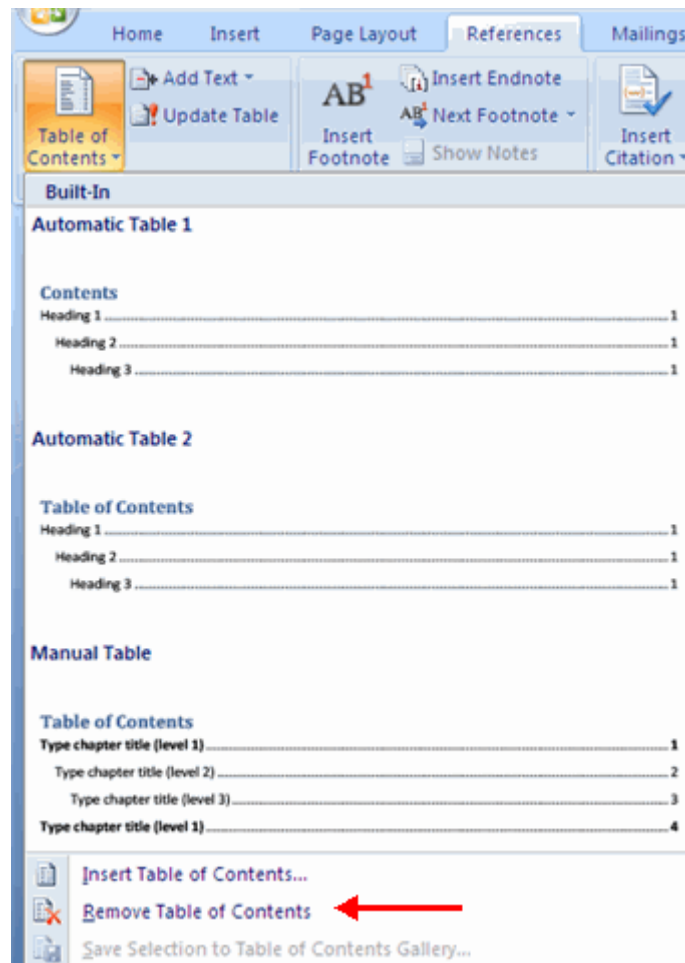 Home Insert Page Layout References Mailings
Add Text
Update Table
Table of
Contents
AB1
Insert
Footnote
Insert Endnote
AB1 Next Footnote
Show Notes
Insert
Citation
Built-In
Automatic Table 1
Contents
Heading 1 1
Heading 2 1
Heading 3 1
Automatic Table 2
Table of Contents
Heading 1 1
Heading 2 1
Heading 3 1
Manual Table
Table of Contents
Type chapter title (level 1) 1
Type chapter title (level 2) 2
Type chapter title (level 3) 3
Type chapter title (level 1) 4
Insert Table of Contents...
Remove Table of Contents
Save Selection to Table of Contents Gallery...